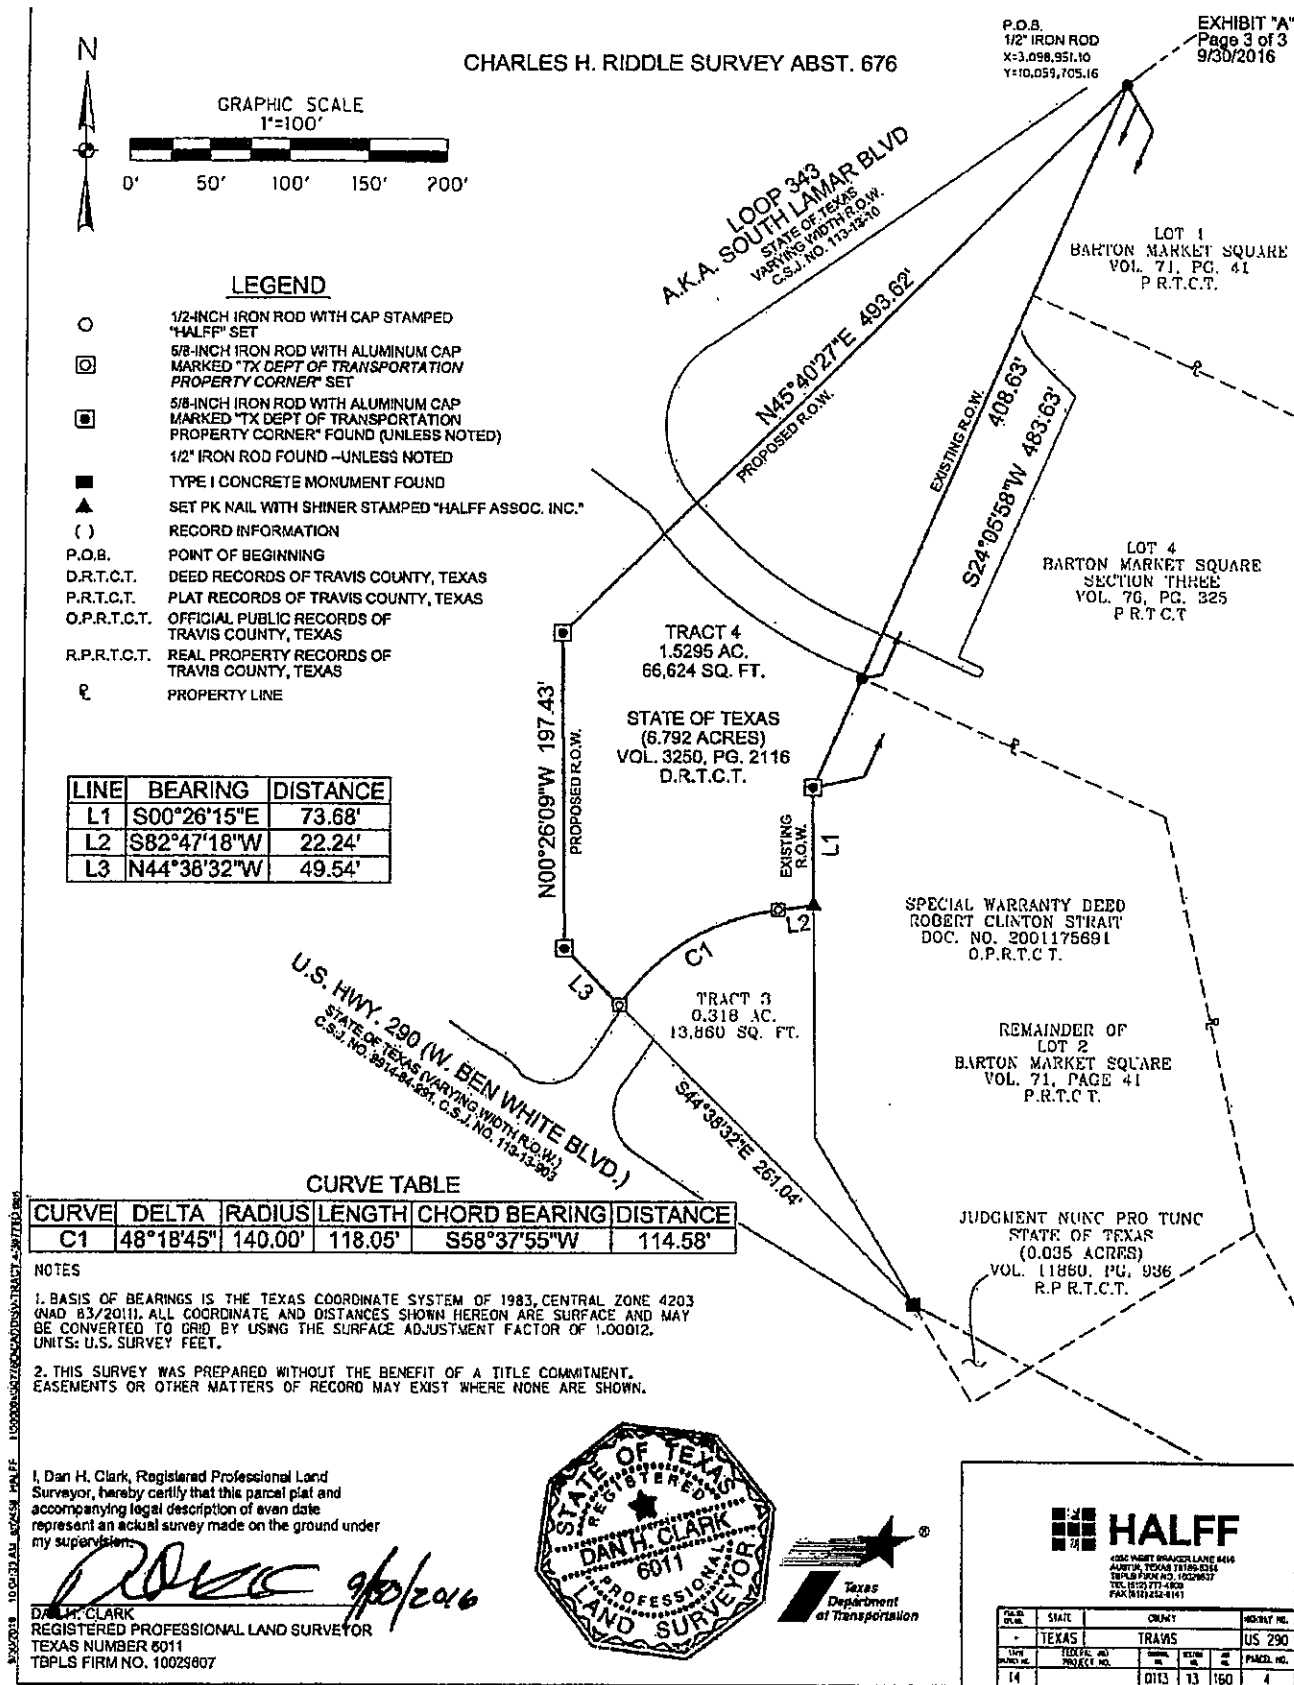 P.O.B.
1/2" IRON ROD
X=3,098,951.10
Y=10,059,705.16
EXHIBIT "A"
Page 3 of 3
9/30/2016
CHARLES H. RIDDLE SURVEY ABST. 676
N
GRAPHIC SCALE
1"=100'
0' 50' 100' 150' 200'
LOOP 343
A.K.A. SOUTH LAMAR BLVD
STATE OF TEXAS
VARYING WIDTH R.O.W.
C.S.J. NO. 113-13-10
LOT 1
BARTON MARKET SQUARE
VOL. 71, PG. 41
P.R.T.C.T.
LEGEND
1/2-INCH IRON ROD WITH CAP STAMPED
"HALFF" SET
5/8-INCH IRON ROD WITH ALUMINUM CAP
MARKED "TX DEPT OF TRANSPORTATION
PROPERTY CORNER" SET
5/8-INCH IRON ROD WITH ALUMINUM CAP
MARKED "TX DEPT OF TRANSPORTATION
PROPERTY CORNER" FOUND (UNLESS NOTED)
1/2" IRON ROD FOUND --UNLESS NOTED
TYPE I CONCRETE MONUMENT FOUND
SET PK NAIL WITH SHINER STAMPED "HALFF ASSOC. INC."
( ) RECORD INFORMATION
P.O.B. POINT OF BEGINNING
D.R.T.C.T. DEED RECORDS OF TRAVIS COUNTY, TEXAS
P.R.T.C.T. PLAT RECORDS OF TRAVIS COUNTY, TEXAS
O.P.R.T.C.T. OFFICIAL PUBLIC RECORDS OF
TRAVIS COUNTY, TEXAS
R.P.R.T.C.T. REAL PROPERTY RECORDS OF
TRAVIS COUNTY, TEXAS
PROPERTY LINE
N45°40'27"E 493.62'
PROPOSED R.O.W.
EXISTING R.O.W.
408.63'
S24°05'58"W 483.63'
LOT 4
BARTON MARKET SQUARE
SECTION THREE
VOL. 76, PG. 325
P.R.T.C.T
TRACT 4
1.5295 AC.
66,624 SQ. FT.
STATE OF TEXAS
(6.792 ACRES)
VOL. 3250, PG. 2116
D.R.T.C.T.
N00°26'09"W 197.43'
PROPOSED R.O.W.
EXISTING
R.O.W.
L1
L2
C1
L3
LINE BEARING DISTANCE
L1 S00°26'15"E 73.68'
L2 S82°47'18"W 22.24'
L3 N44°38'32"W 49.54'
SPECIAL WARRANTY DEED
ROBERT CLINTON STRAIT
DOC. NO. 2001175691
O.P.R.T.C T.
TRACT 3
0.318 AC.
13,860 SQ. FT.
REMAINDER OF
LOT 2
BARTON MARKET SQUARE
VOL. 71, PAGE 41
P.R.T.C T.
U.S. HWY. 290 (W. BEN WHITE BLVD.)
STATE OF TEXAS (VARYING WIDTH R.O.W.)
C.S.J. NO. 113-13-903
S44°38'32"E 261.04'
CURVE TABLE
CURVE DELTA RADIUS LENGTH CHORD BEARING DISTANCE
C1 48°18'45" 140.00' 118.05' S58°37'55"W 114.58'
JUDGMENT NUNC PRO TUNC
STATE OF TEXAS
(0.035 ACRES)
VOL. 11860, PG. 936
R.P R.T.C.T.
NOTES
1. BASIS OF BEARINGS IS THE TEXAS COORDINATE SYSTEM OF 1983, CENTRAL ZONE 4203
(NAD 83/2011). ALL COORDINATE AND DISTANCES SHOWN HEREON ARE SURFACE AND MAY
BE CONVERTED TO GRID BY USING THE SURFACE ADJUSTMENT FACTOR OF 1.00012.
UNITS: U.S. SURVEY FEET.
2. THIS SURVEY WAS PREPARED WITHOUT THE BENEFIT OF A TITLE COMMITMENT.
EASEMENTS OR OTHER MATTERS OF RECORD MAY EXIST WHERE NONE ARE SHOWN.
I, Dan H. Clark, Registered Professional Land
Surveyor, hereby certify that this parcel plat and
accompanying legal description of even date
represent an actual survey made on the ground under
my supervision.
9/30/2016
DAN H. CLARK
REGISTERED PROFESSIONAL LAND SURVEYOR
TEXAS NUMBER 6011
TBPLS FIRM NO. 10029607
STATE OF TEXAS
REGISTERED
DAN H. CLARK
6011
PROFESSIONAL
LAND SURVEYOR
®
Texas
Department
of Transportation
HALFF
STATE COUNTY HIGHWAY NO.
TEXAS TRAVIS US 290
PARCEL NO.
14 0113 13 160 4